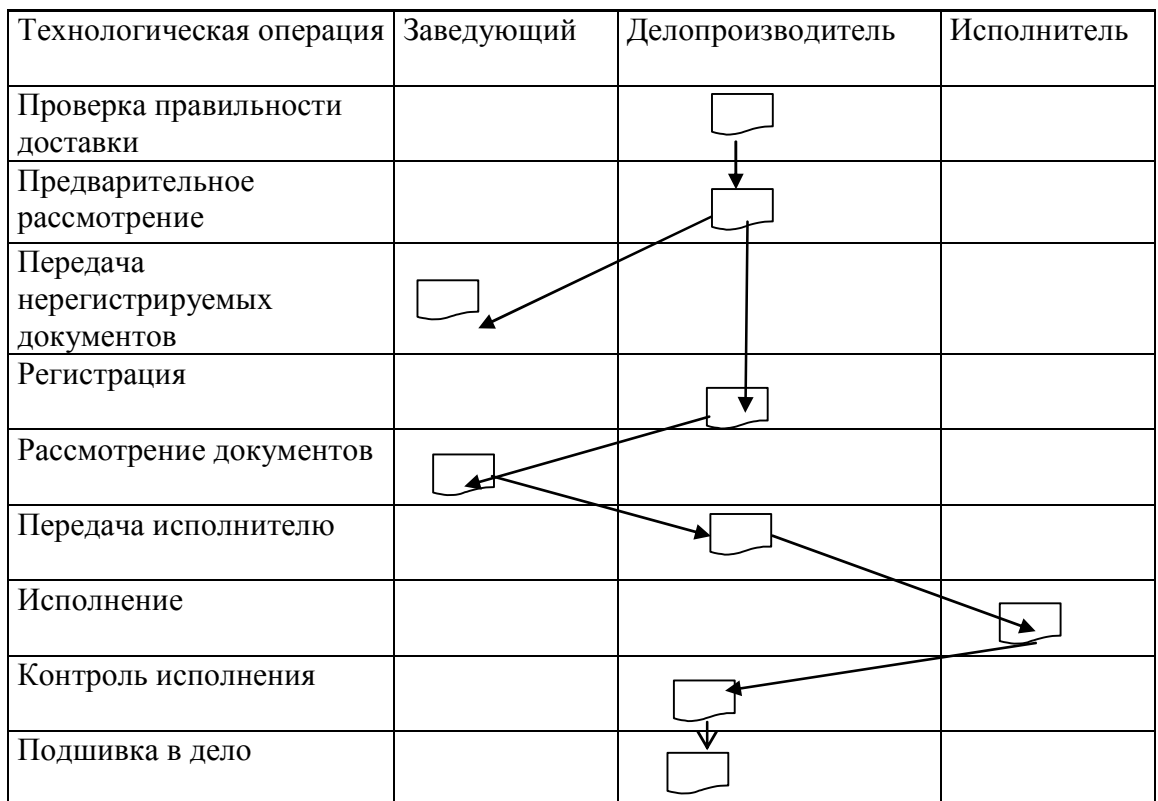 Технологическая операция Заведующий Делопроизводитель Исполнитель
Проверка правильности
доставки
Предварительное
рассмотрение
Передача
нерегистрируемых
документов
Регистрация
Рассмотрение документов
Передача исполнителю
Исполнение
Контроль исполнения
Подшивка в дело